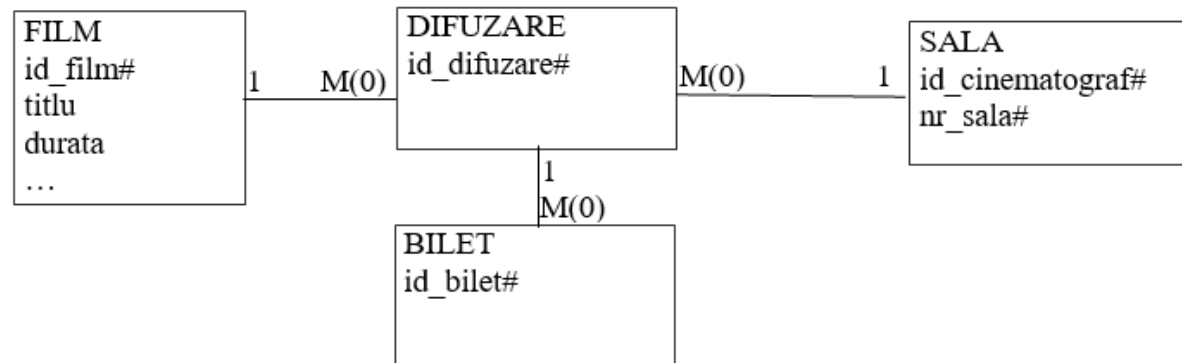 FILM
id_film#
titlu
durata
…
1
M(0)
DIFUZARE
id_difuzare#
M(0)
1
SALA
id_cinematograf#
nr_sala#
1
M(0)
BILET
id_bilet#